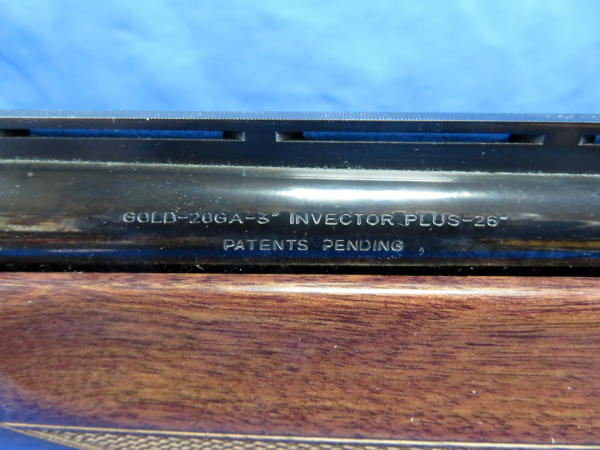 GOLD-20GA-3" INVECTOR PLUS-26"
PATENTS PENDING